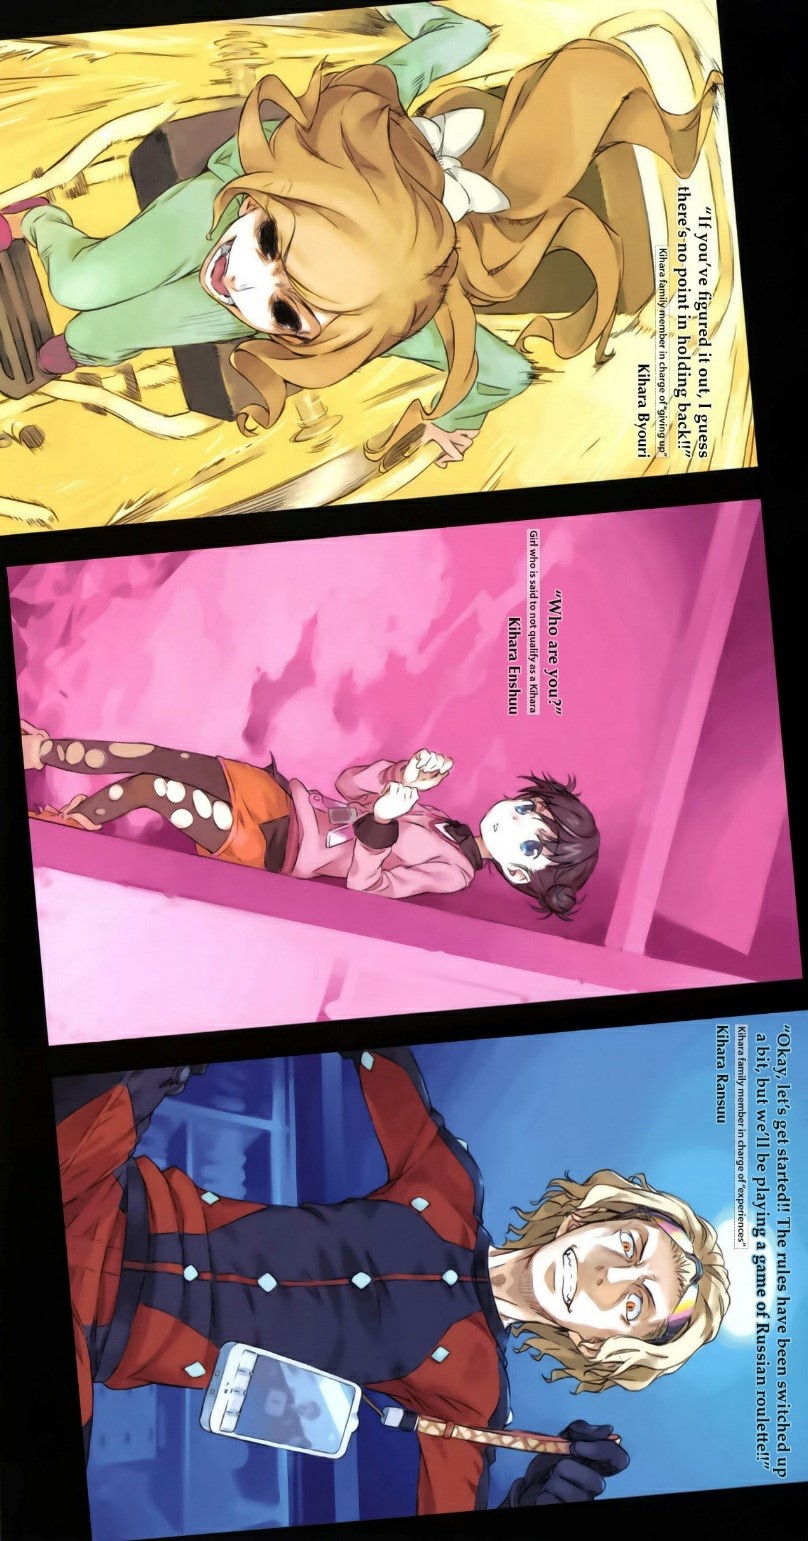 "If you've figured it out, I guess
there's no point in holding back!!"
Kihara family member in charge of "giving up"
Kihara Byouri
"Who are you?"
Girl who is said to not qualify as a Kihara
Kihara Enshuu
"Okay, let's get started!! The rules have been switched up
a bit, but we'll be playing a game of Russian roulette!!"
Kihara family member in charge of "experiences"
Kihara Ransuu